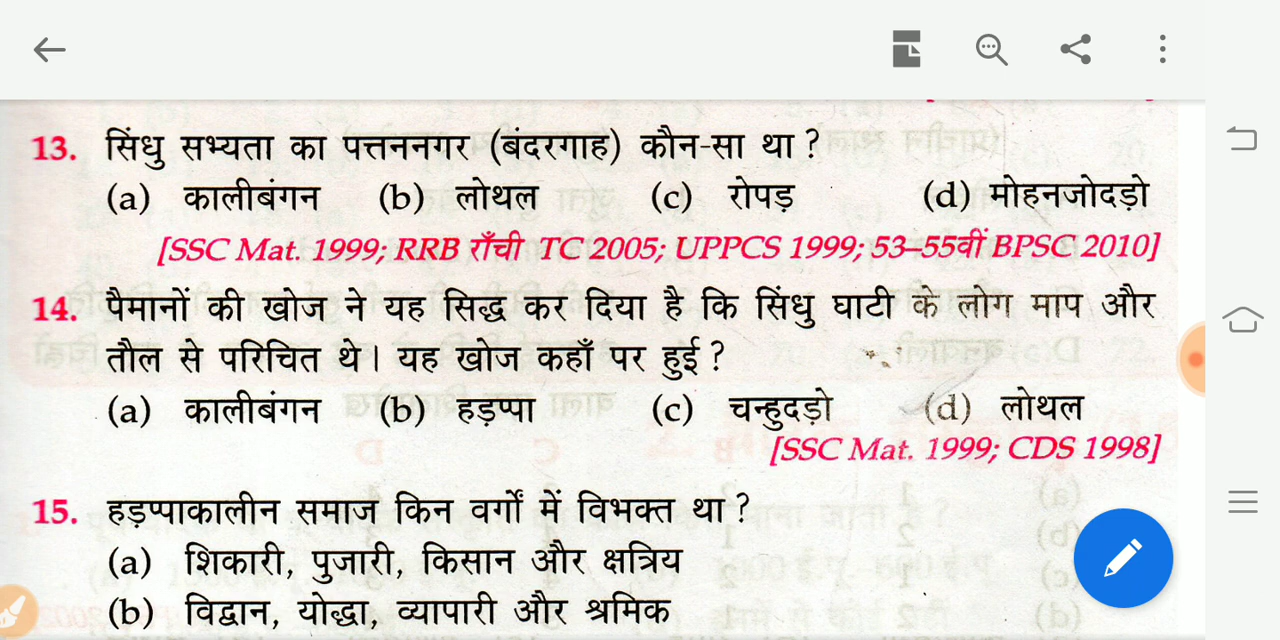 13. सिंधु सभ्यता का पत्तननगर (बंदरगाह) कौन-सा था ?
(a) कालीबंगन (b) लोथल (c) रोपड़ (d) मोहनजोदड़ो
[SSC Mat. 1999; RRB राँची TC 2005; UPPCS 1999; 53–55वीं BPSC 2010]
14. पैमानों की खोज ने यह सिद्ध कर दिया है कि सिंधु घाटी के लोग माप और
तौल से परिचित थे। यह खोज कहाँ पर हुई ?
(a) कालीबंगन (b) हड़प्पा (c) चन्हुदड़ो (d) लोथल
[SSC Mat. 1999; CDS 1998]
15. हड़प्पाकालीन समाज किन वर्गों में विभक्त था ?
(a) शिकारी, पुजारी, किसान और क्षत्रिय
(b) विद्वान, योद्धा, व्यापारी और श्रमिक